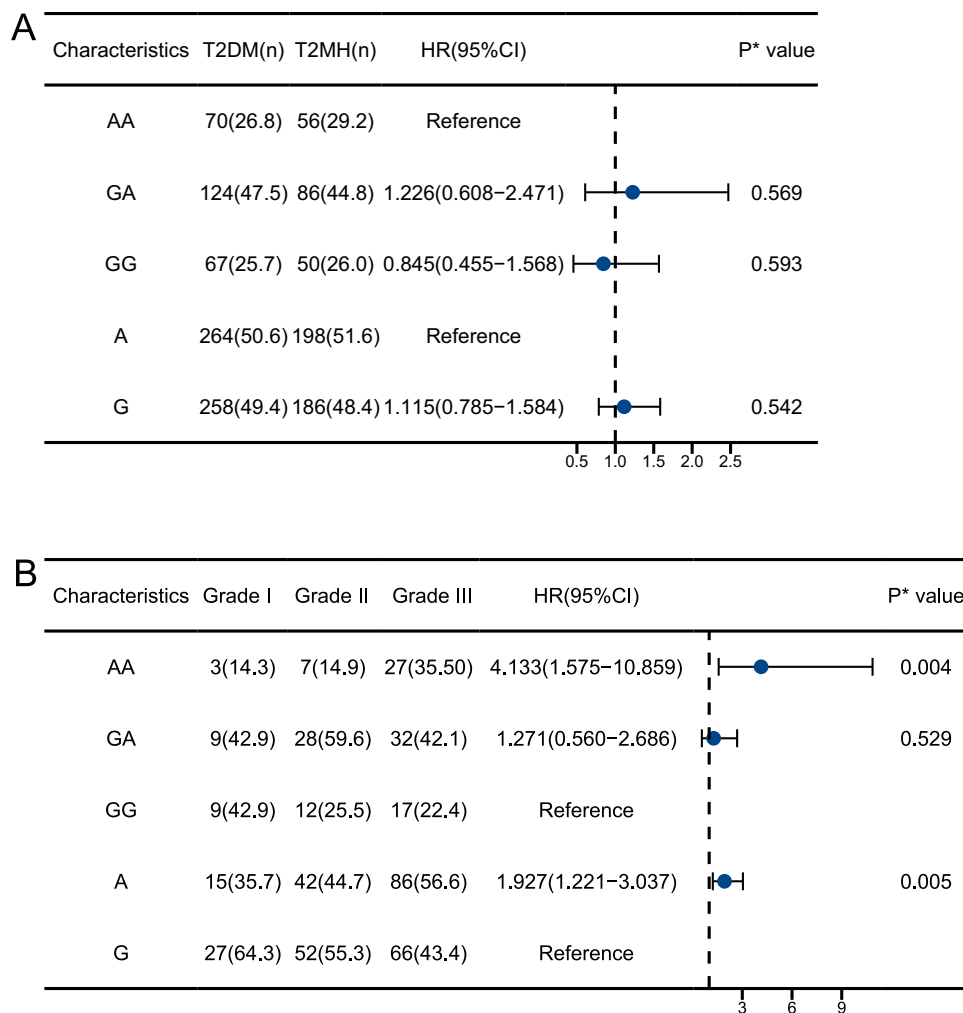 A
Characteristics T2DM(n) T2MH(n) HR(95%CI) P* value
AA 70(26.8) 56(29.2) Reference
GA 124(47.5) 86(44.8) 1.226(0.608−2.471) 0.569
GG 67(25.7) 50(26.0) 0.845(0.455−1.568) 0.593
A 264(50.6) 198(51.6) Reference
G 258(49.4) 186(48.4) 1.115(0.785−1.584) 0.542
0.5 1.0 1.5 2.0 2.5
B
Characteristics Grade I Grade II Grade III HR(95%CI) P* value
AA 3(14.3) 7(14.9) 27(35.50) 4.133(1.575−10.859) 0.004
GA 9(42.9) 28(59.6) 32(42.1) 1.271(0.560−2.686) 0.529
GG 9(42.9) 12(25.5) 17(22.4) Reference
A 15(35.7) 42(44.7) 86(56.6) 1.927(1.221−3.037) 0.005
G 27(64.3) 52(55.3) 66(43.4) Reference
3 6 9